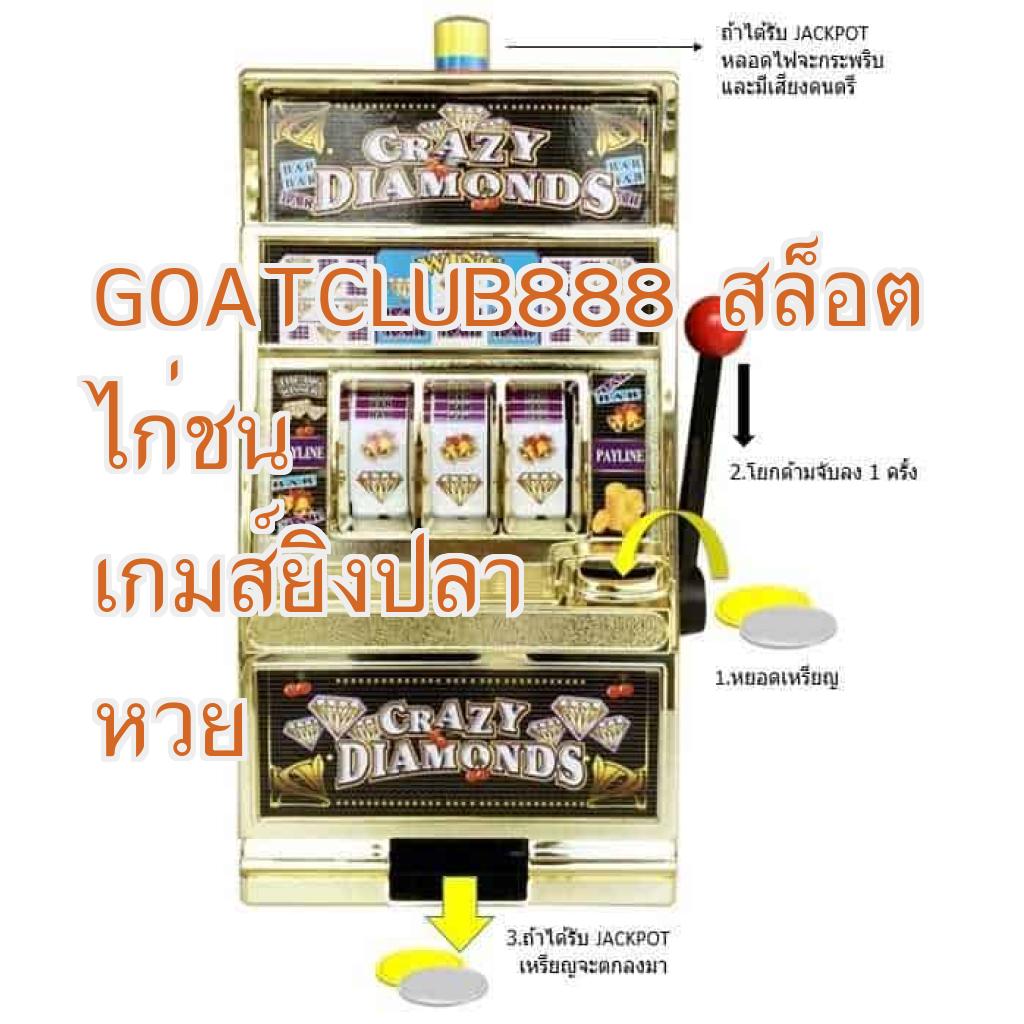 ถ้าได้รับ JACKPOT
หลอดไฟจะกระพริบ
และมีเสียงดนตรี
CRAZY
DIAMONDS
BAR
BAR
GOATCLUB888 สล็อต
ไก่ชน
เกมส์ยิงปลา
หวย
PAYLINE
2.โยกด้ามจับลง 1 ครั้ง
1.หยอดเหรียญ
CRAZY
DIAMONDS
3.ถ้าได้รับ JACKPOT
เหรียญจะตกลงมา